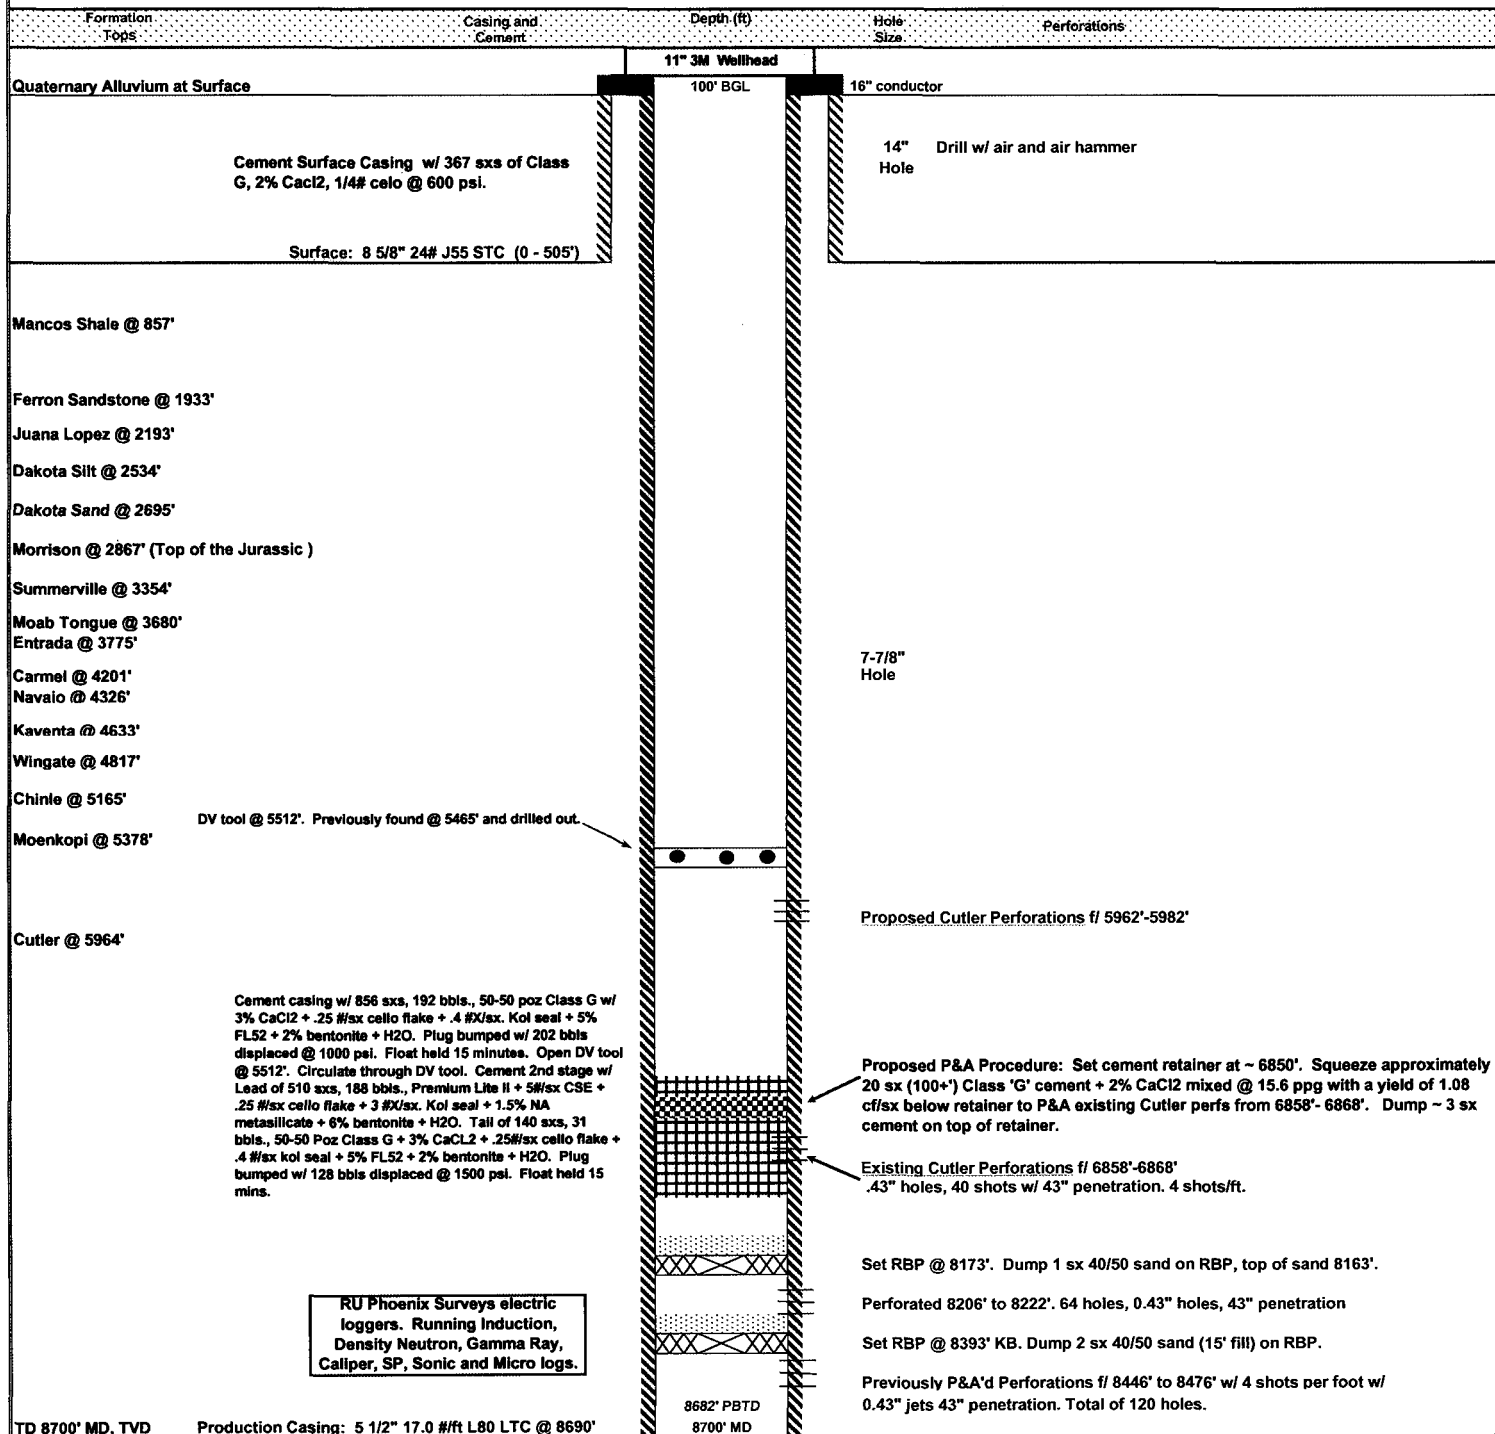 Formation Tops
Casing and Cement
Depth (ft)
Hole Size
Perforations
11" 3M Wellhead
Quaternary Alluvium at Surface
100' BGL
16" conductor
14" Hole
Drill w/ air and air hammer
Cement Surface Casing w/ 367 sxs of Class
G, 2% Cacl2, 1/4# celo @ 600 psi.
Surface: 8 5/8" 24# J55 STC (0 - 505')
Mancos Shale @ 857'
Ferron Sandstone @ 1933'
Juana Lopez @ 2193'
Dakota Silt @ 2534'
Dakota Sand @ 2695'
Morrison @ 2867' (Top of the Jurassic )
Summerville @ 3354'
Moab Tongue @ 3680'
Entrada @ 3775'
7-7/8"
Hole
Carmel @ 4201'
Navaio @ 4326'
Kaventa @ 4633'
Wingate @ 4817'
Chinle @ 5165'
DV tool @ 5512'. Previously found @ 5465' and drilled out.
Moenkopi @ 5378'
Proposed Cutler Perforations f/ 5962'-5982'
Cutler @ 5964'
Cement casing w/ 856 sxs, 192 bbls., 50-50 poz Class G w/
3% CaCl2 + .25 #/sx cello flake + .4 #X/sx. Kol seal + 5%
FL52 + 2% bentonite + H2O. Plug bumped w/ 202 bbls
displaced @ 1000 psi. Float held 15 minutes. Open DV tool
@ 5512'. Circulate through DV tool. Cement 2nd stage w/
Lead of 510 sxs, 188 bbls., Premium Lite II + 5#/sx CSE +
.25 #/sx cello flake + 3 #X/sx. Kol seal + 1.5% NA
metasilicate + 6% bentonite + H2O. Tail of 140 sxs, 31
bbls., 50-50 Poz Class G + 3% CaCL2 + .25#/sx cello flake +
.4 #/sx kol seal + 5% FL52 + 2% bentonite + H2O. Plug
bumped w/ 128 bbls displaced @ 1500 psi. Float held 15
mins.
Proposed P&A Procedure: Set cement retainer at ~ 6850'. Squeeze approximately
20 sx (100+') Class 'G' cement + 2% CaCl2 mixed @ 15.6 ppg with a yield of 1.08
cf/sx below retainer to P&A existing Cutler perfs from 6858'- 6868'. Dump ~ 3 sx
cement on top of retainer.
Existing Cutler Perforations f/ 6858'-6868'
.43" holes, 40 shots w/ 43" penetration. 4 shots/ft.
Set RBP @ 8173'. Dump 1 sx 40/50 sand on RBP, top of sand 8163'.
RU Phoenix Surveys electric
loggers. Running Induction,
Density Neutron, Gamma Ray,
Caliper, SP, Sonic and Micro logs.
Perforated 8206' to 8222'. 64 holes, 0.43" holes, 43" penetration
Set RBP @ 8393' KB. Dump 2 sx 40/50 sand (15' fill) on RBP.
Previously P&A'd Perforations f/ 8446' to 8476' w/ 4 shots per foot w/
0.43" jets 43" penetration. Total of 120 holes.
8682' PBTD
TD 8700' MD, TVD
Production Casing: 5 1/2" 17.0 #/ft L80 LTC @ 8690'
8700' MD